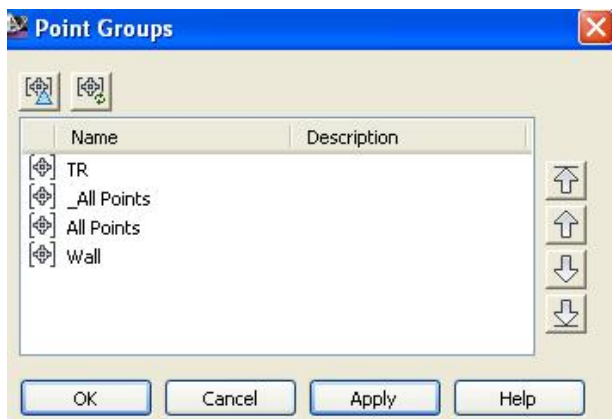 Point Groups
Name Description
TR
_All Points
All Points
Wall
OK Cancel Apply Help